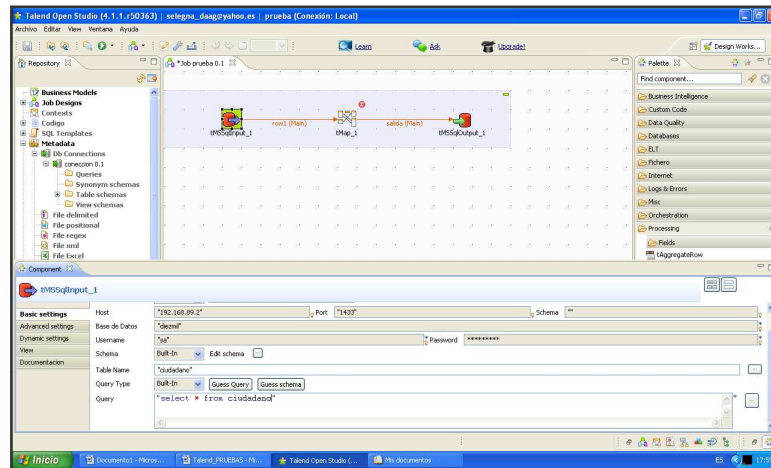 Talend Open Studio (4.1.1.r50363) | selegna_daag@yahoo.es | prueba (Conexión: Local)
Archivo Editar View Ventana Ayuda
Learn Ask Upgrade! Design Works...
Repository
Business Models
Job Designs
Contexts
Codigo
SQL Templates
Metadata
Db Connections
coneccion 0.1
Queries
Synonym schemas
Table schemas
View schemas
File delimited
File positional
File regex
File xml
File Excel
*Job prueba 0.1
tMSSqlInput_1
row1 (Main)
tMap_1
salida (Main)
tMSSqlOutput_1
Palette
Find component...
Business Intelligence
Custom Code
Data Quality
Databases
ELT
Fichero
Internet
Logs & Errors
Misc
Orchestration
Processing
Fields
tAggregateRow
Component
tMSSqlInput_1
Basic settings
Advanced settings
Dynamic settings
View
Documentacion
Host "192.168.89.2" Port "1433" Schema ""
Base de Datos "diezmil"
Username "sa" * Password *********
Schema Built-In Edit schema ...
Table Name "ciudadano" ...
Query Type Built-In Guess Query Guess schema
Query "select * from ciudadano" * ...
Inicio Documento1 - Micros... Talend_PRUEBAS - Mi... Talend Open Studio (... Mis documentos ES